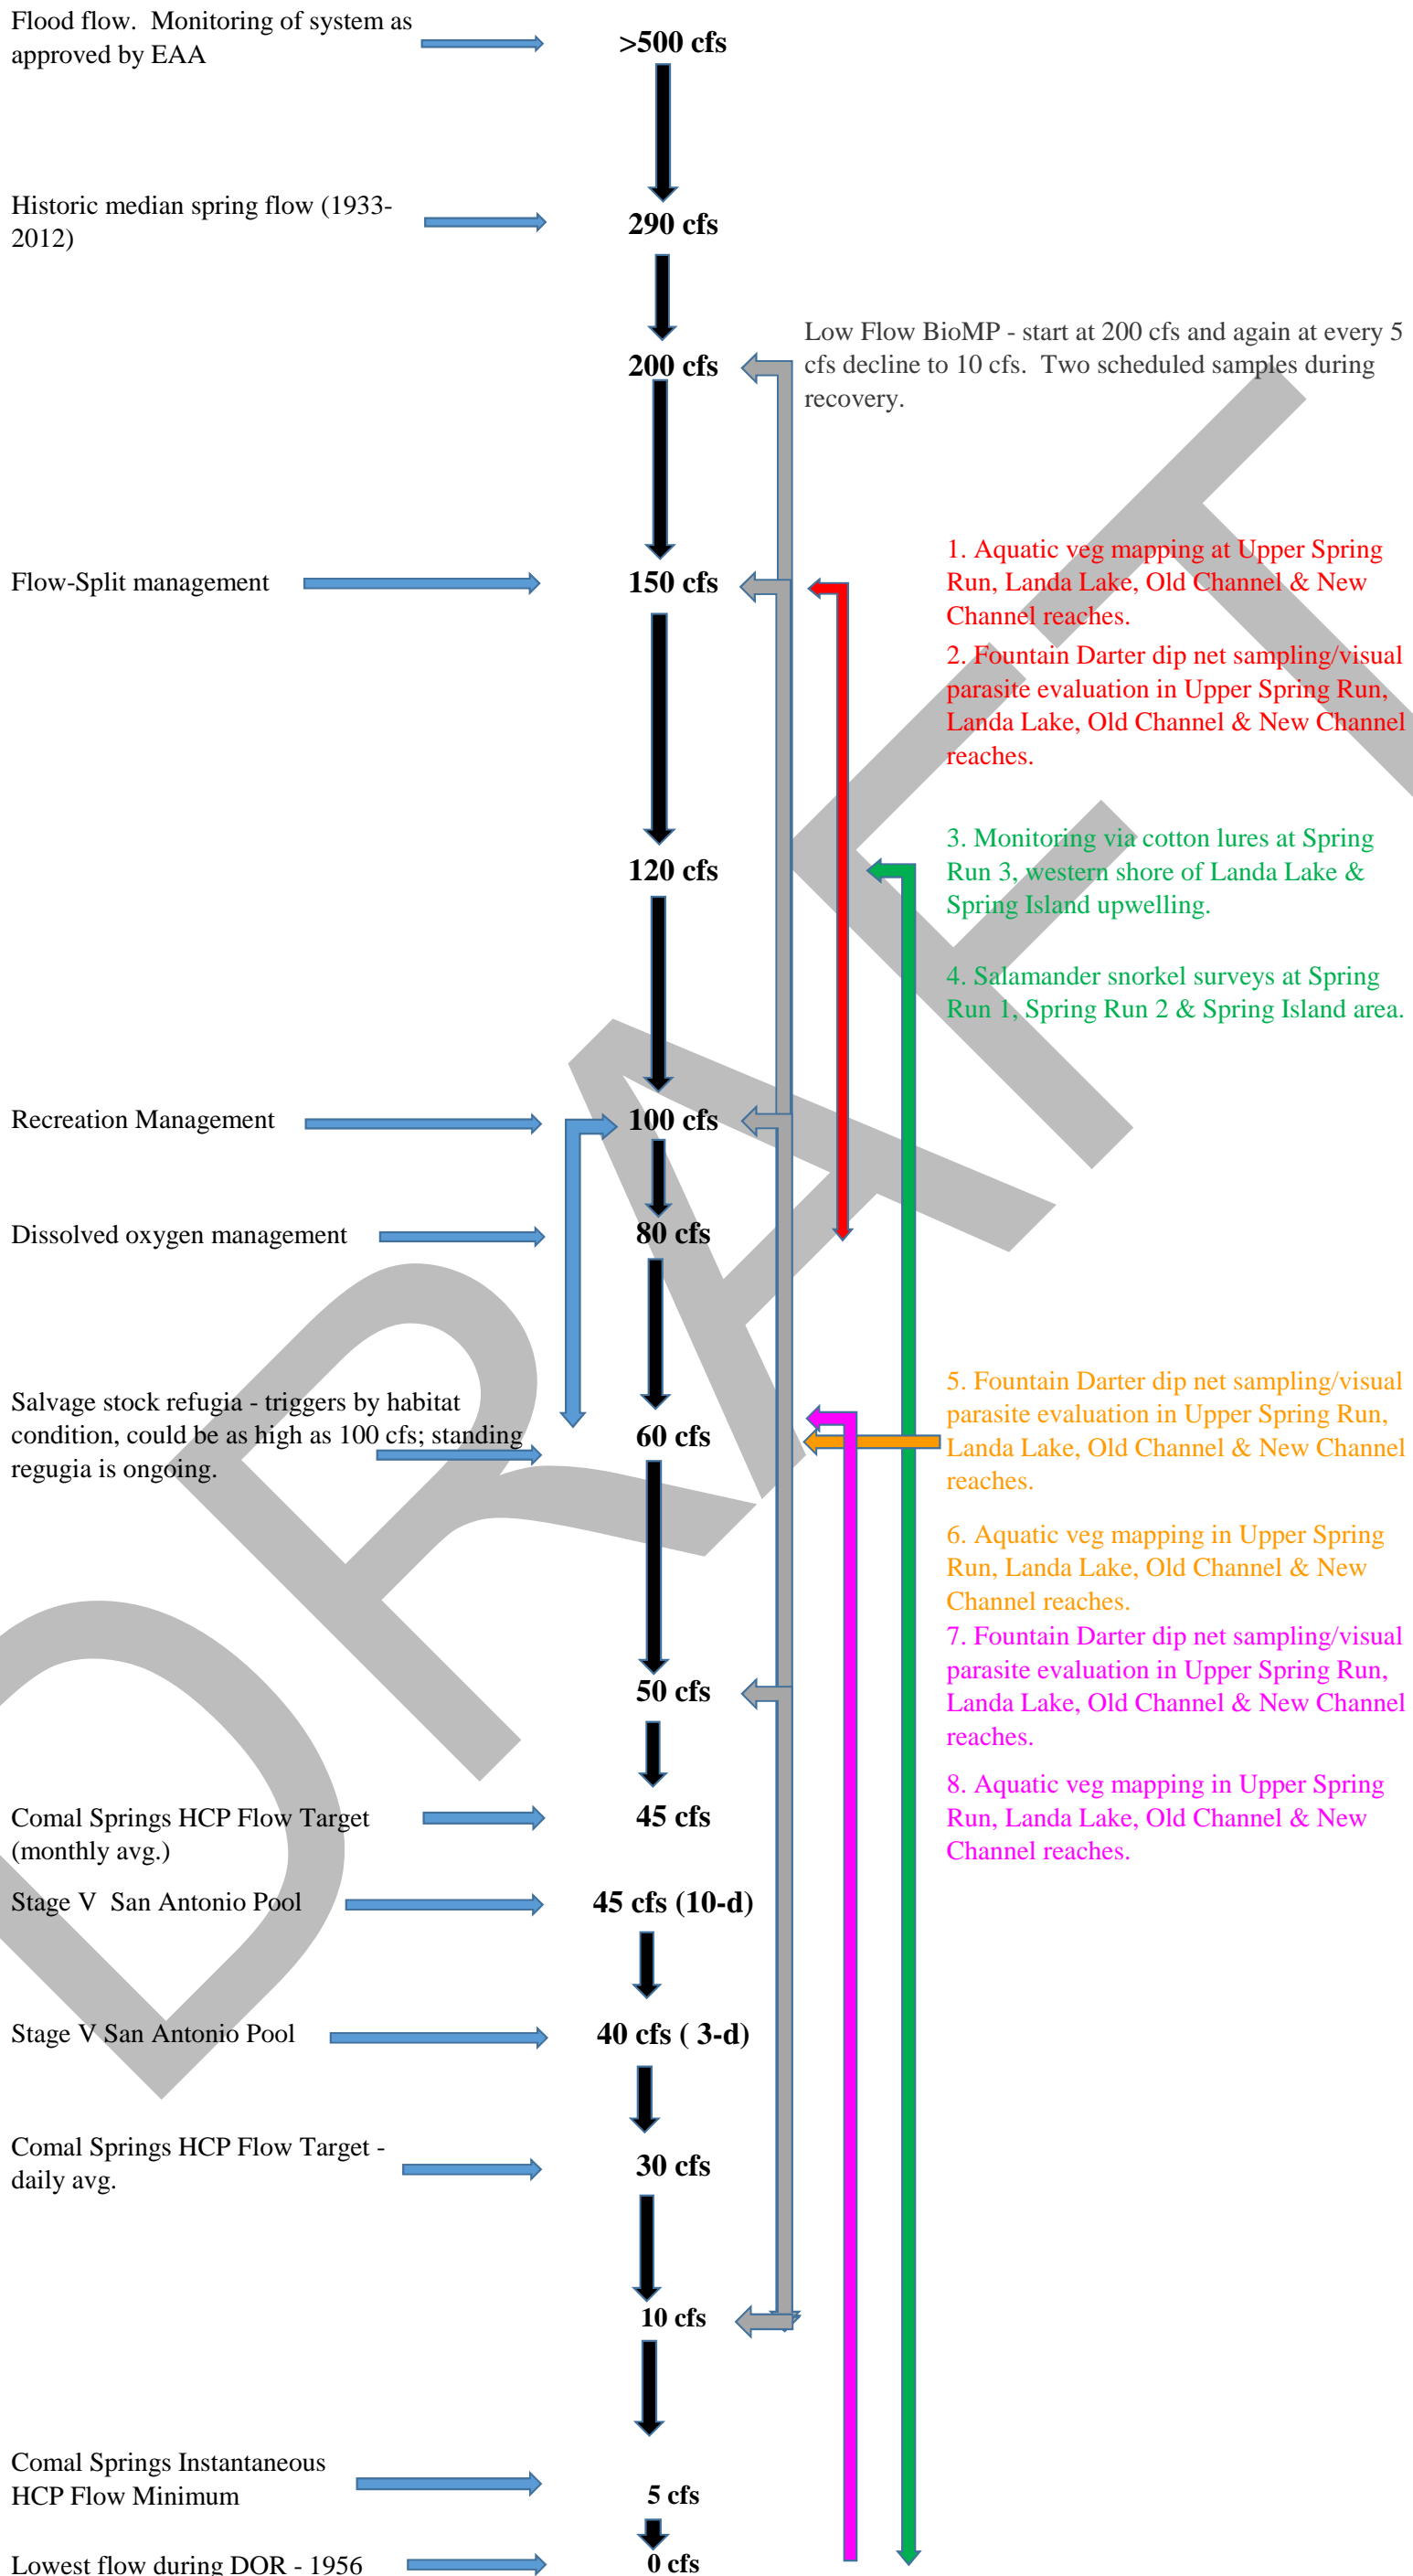 Flood flow.  Monitoring of system as
approved by EAA
>500 cfs
Historic median spring flow (1933-
2012)
290 cfs
Low Flow BioMP - start at 200 cfs and again at every 5
cfs decline to 10 cfs.  Two scheduled samples during
recovery.
200 cfs
1. Aquatic veg mapping at Upper Spring
Run, Landa Lake, Old Channel & New
Channel reaches.
Flow-Split management
150 cfs
2. Fountain Darter dip net sampling/visual
parasite evaluation in Upper Spring Run,
Landa Lake, Old Channel & New Channel
reaches.
120 cfs
3. Monitoring via cotton lures at Spring
Run 3, western shore of Landa Lake &
Spring Island upwelling.
4. Salamander snorkel surveys at Spring
Run 1, Spring Run 2 & Spring Island area.
Recreation Management
100 cfs
Dissolved oxygen management
80 cfs
Salvage stock refugia - triggers by habitat
condition, could be as high as 100 cfs; standing
regugia is ongoing.
60 cfs
5. Fountain Darter dip net sampling/visual
parasite evaluation in Upper Spring Run,
Landa Lake, Old Channel & New Channel
reaches.
6. Aquatic veg mapping in Upper Spring
Run, Landa Lake, Old Channel & New
Channel reaches.
7. Fountain Darter dip net sampling/visual
parasite evaluation in Upper Spring Run,
Landa Lake, Old Channel & New Channel
reaches.
50 cfs
8. Aquatic veg mapping in Upper Spring
Run, Landa Lake, Old Channel & New
Channel reaches.
Comal Springs HCP Flow Target
(monthly avg.)
45 cfs
Stage V  San Antonio Pool
45 cfs (10-d)
Stage V San Antonio Pool
40 cfs ( 3-d)
Comal Springs HCP Flow Target -
daily avg.
30 cfs
10 cfs
Comal Springs Instantaneous
HCP Flow Minimum
5 cfs
Lowest flow during DOR - 1956
0 cfs
DRAFT